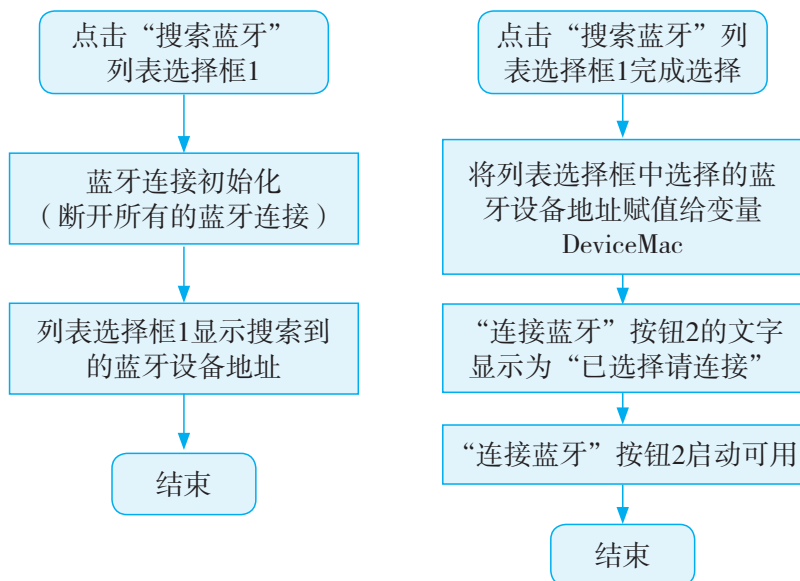 点击“搜索蓝牙”
列表选择框1
蓝牙连接初始化
（断开所有的蓝牙连接）
列表选择框1显示搜索到
的蓝牙设备地址
结束
点击“搜索蓝牙”列
表选择框1完成选择
将列表选择框中选择的蓝
牙设备地址赋值给变量
DeviceMac
“连接蓝牙”按钮2的文字
显示为“已选择请连接”
“连接蓝牙”按钮2启动可用
结束